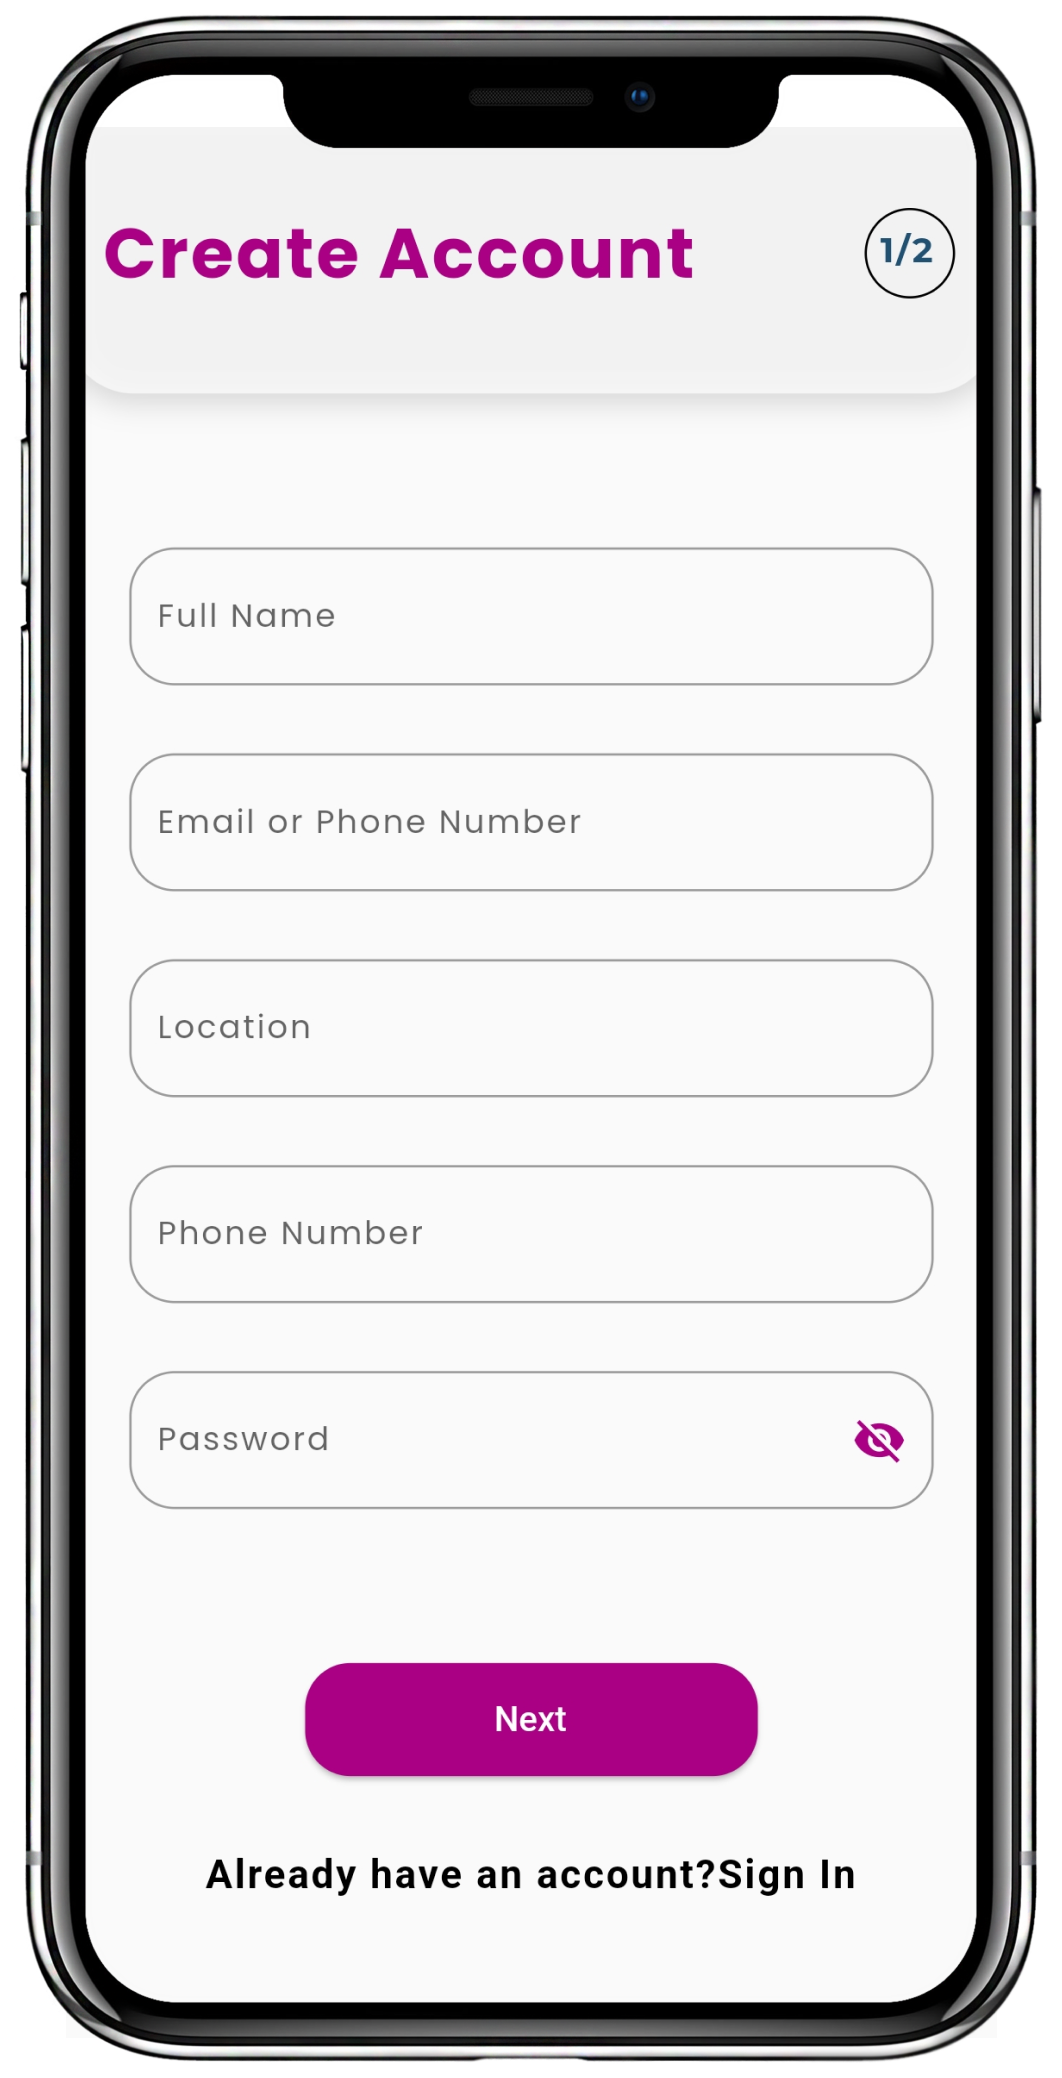 Create Account
1/2
Full Name
Email or Phone Number
Location
Phone Number
Password
Next
Already have an account?Sign In